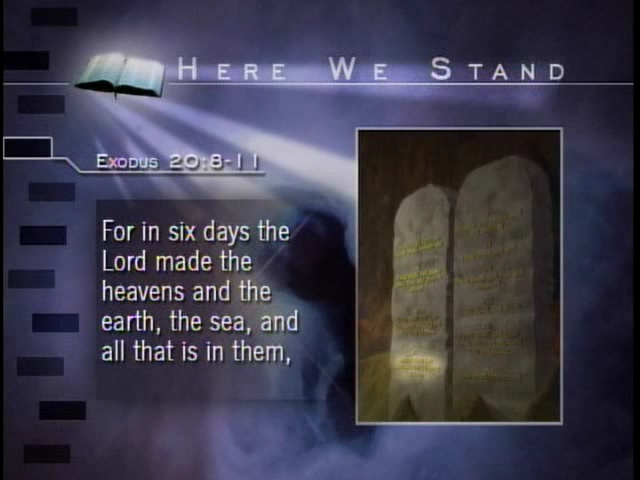 HERE WE STAND
EXODUS 20:8-11
For in six days the
Lord made the
heavens and the
earth, the sea, and
all that is in them,